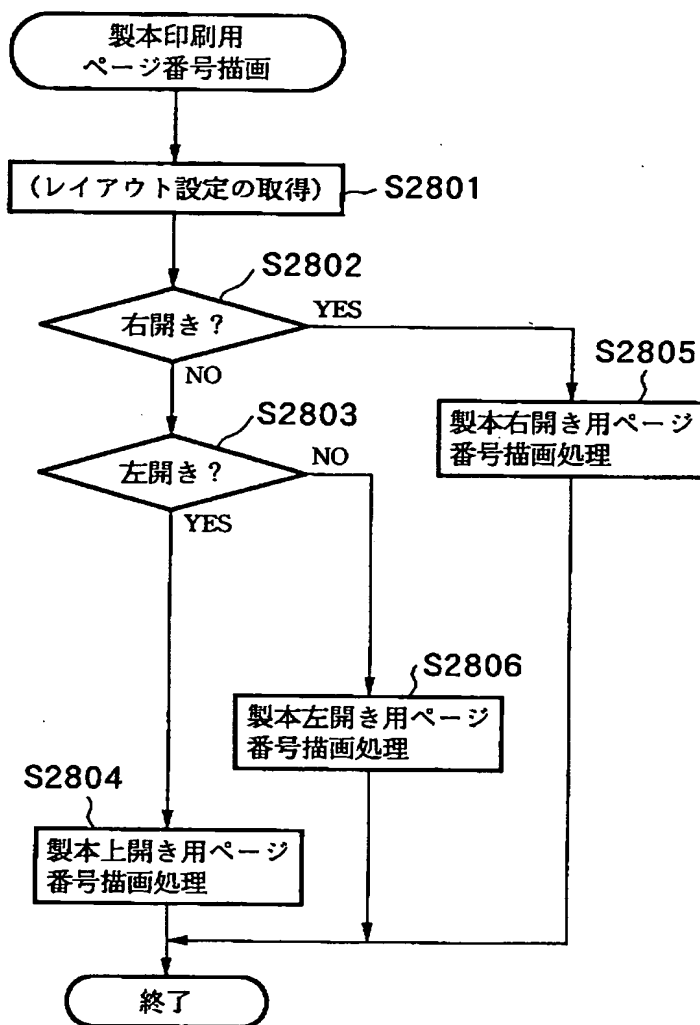 製本印刷用
ページ番号描画
(レイアウト設定の取得)
S2801
S2802
右開き?
YES
NO
S2805
製本右開き用ページ
番号描画処理
S2803
左開き?
NO
YES
S2806
製本左開き用ページ
番号描画処理
S2804
製本上開き用ページ
番号描画処理
終了